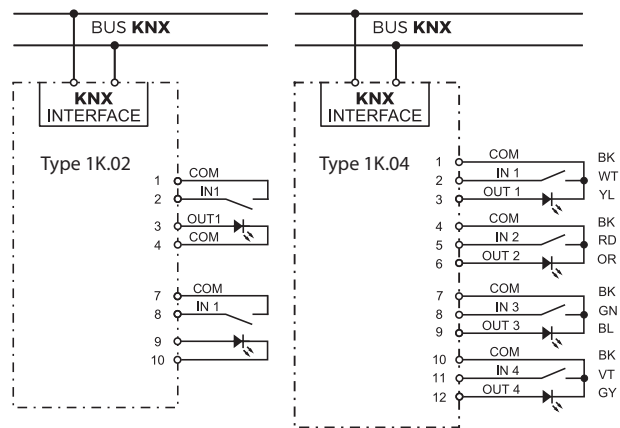 BUS KNX
KNX
INTERFACE
Type 1K.02
1 COM
2 IN1
3 OUT1
4 COM
7 COM
8 IN 1
9
10
BUS KNX
KNX
INTERFACE
Type 1K.04
1 COM BK
2 IN 1 WT
3 OUT 1 YL
4 COM BK
5 IN 2 RD
6 OUT 2 OR
7 COM BK
8 IN 3 GN
9 OUT 3 BL
10 COM BK
11 IN 4 VT
12 OUT 4 GY